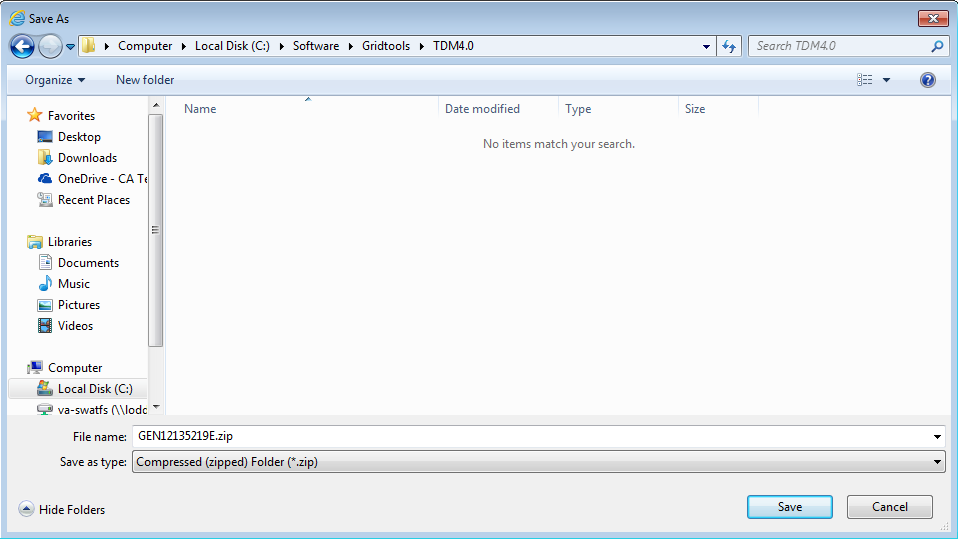 Save As
Computer Local Disk (C:) Software Gridtools TDM4.0 Search TDM4.0
Organize New folder
Name Date modified Type Size
No items match your search.
Favorites
Desktop
Downloads
OneDrive - CA Te
Recent Places
Libraries
Documents
Music
Pictures
Videos
Computer
Local Disk (C:)
va-swatfs (\\lodc
File name: GEN12135219E.zip
Save as type: Compressed (zipped) Folder (*.zip)
Hide Folders Save Cancel